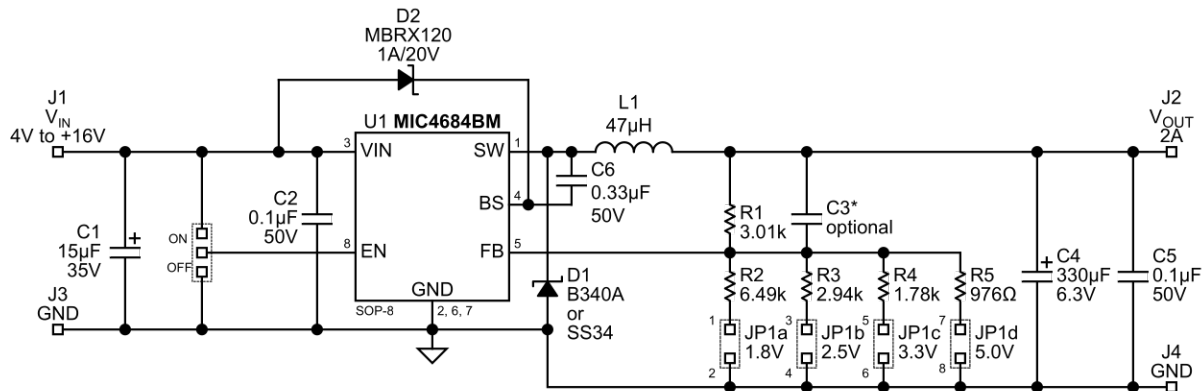 D2
MBRX120
1A/20V
J1
VIN
4V to +16V
U1 MIC4684BM
L1
47µH
J2
VOUT
2A
3
VIN
SW
1
C6
0.33µF
50V
BS
4
C2
0.1µF
50V
C1
15µF
35V
+
ON
OFF
8
EN
FB
5
R1
3.01k
C3*
optional
GND
SOP-8
2, 6, 7
D1
B340A
or
SS34
R2
6.49k
R3
2.94k
R4
1.78k
R5
976Ω
+
C4
330µF
6.3V
C5
0.1µF
50V
J3
GND
1
JP1a
1.8V
2
3
JP1b
2.5V
4
5
JP1c
3.3V
6
7
JP1d
5.0V
8
J4
GND